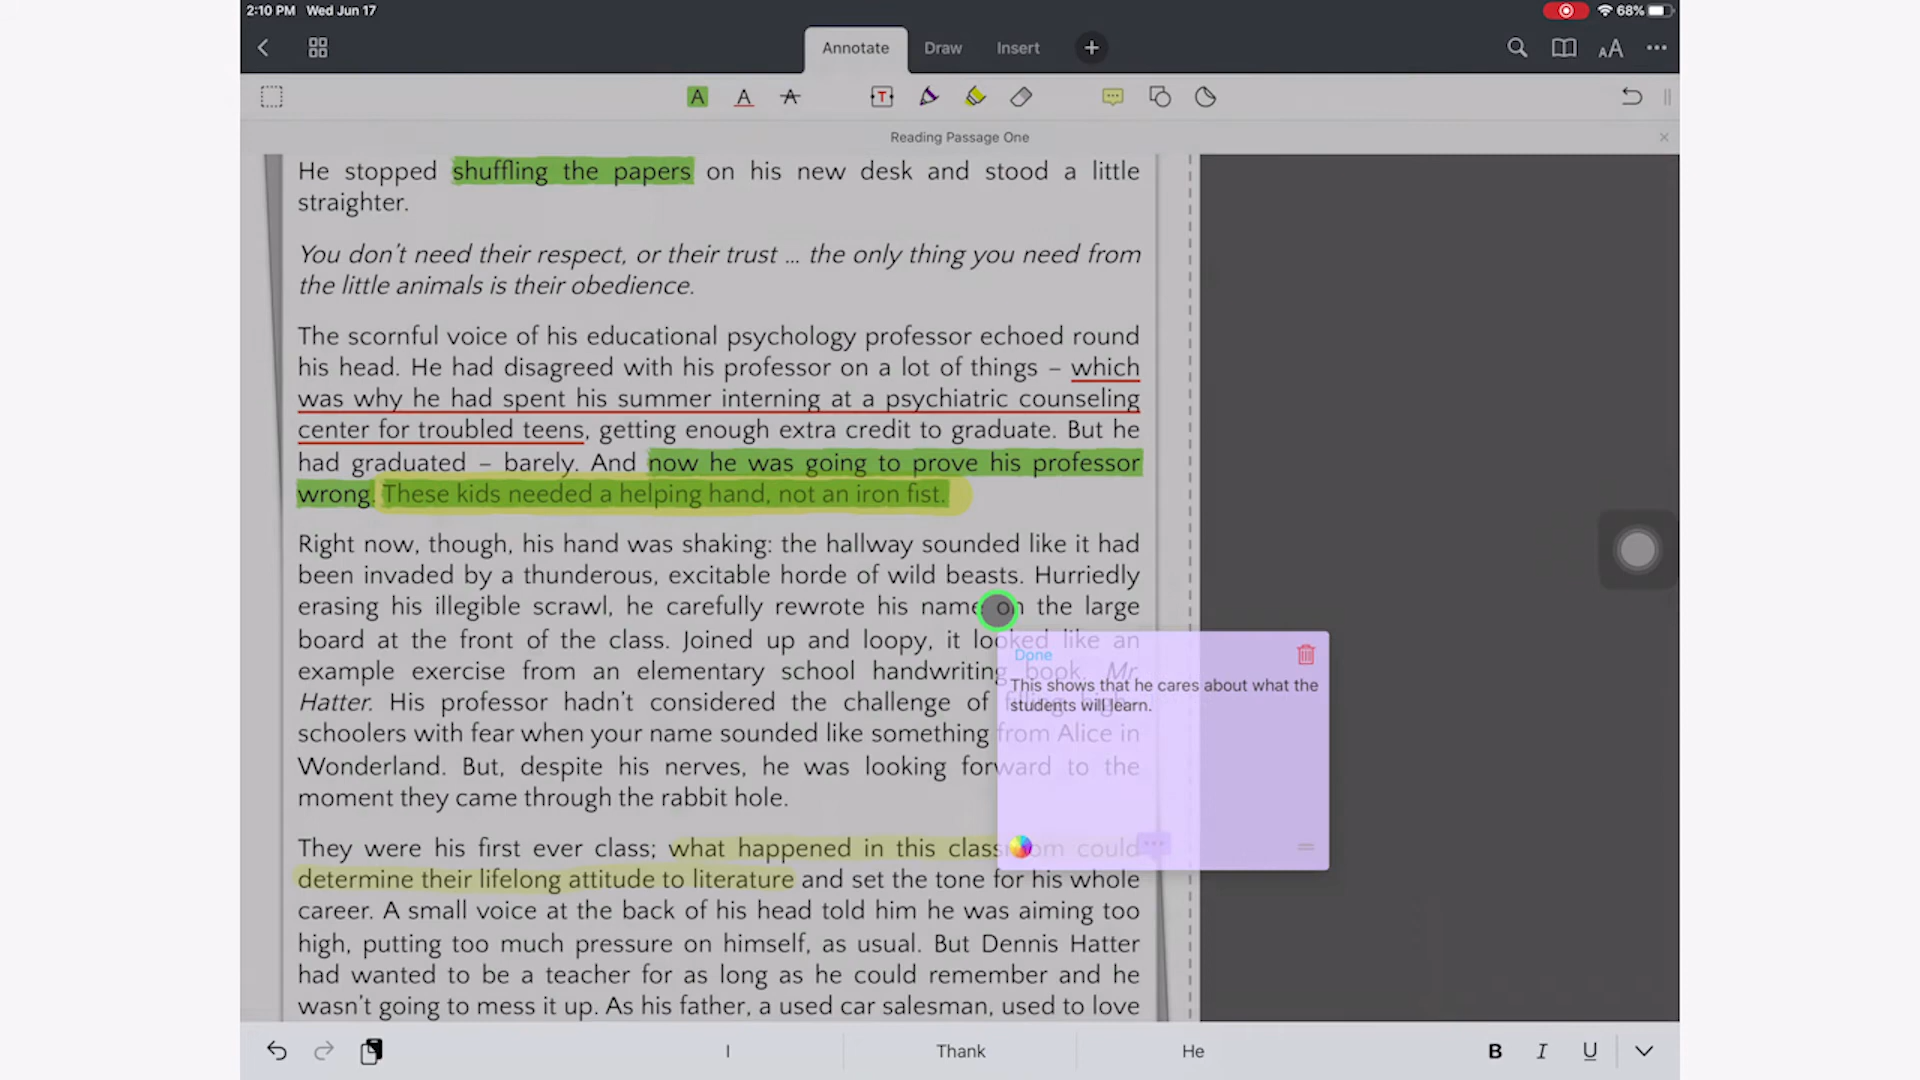 2:10 PM Wed Jun 17
68%
Annotate Draw Insert
AA
A A A T
Reading Passage One
He stopped shuffling the papers on his new desk and stood a little
straighter.
You don't need their respect, or their trust ... the only thing you need from
the little animals is their obedience.
The scornful voice of his educational psychology professor echoed round
his head. He had disagreed with his professor on a lot of things – which
was why he had spent his summer interning at a psychiatric counseling
center for troubled teens, getting enough extra credit to graduate. But he
had graduated – barely. And now he was going to prove his professor
wrong. These kids needed a helping hand, not an iron fist.
Right now, though, his hand was shaking: the hallway sounded like it had
been invaded by a thunderous, excitable horde of wild beasts. Hurriedly
erasing his illegible scrawl, he carefully rewrote his name on the large
board at the front of the class. Joined up and loopy, it looked like an
example exercise from an elementary school handwriting book. Mr.
Hatter. His professor hadn't considered the challenge of filling high-
schoolers with fear when your name sounded like something from Alice in
Wonderland. But, despite his nerves, he was looking forward to the
moment they came through the rabbit hole.
They were his first ever class; what happened in this classroom could
determine their lifelong attitude to literature and set the tone for his whole
career. A small voice at the back of his head told him he was aiming too
high, putting too much pressure on himself, as usual. But Dennis Hatter
had wanted to be a teacher for as long as he could remember and he
wasn't going to mess it up. As his father, a used car salesman, used to love
Done
This shows that he cares about what the
students will learn.
I Thank He
B I U